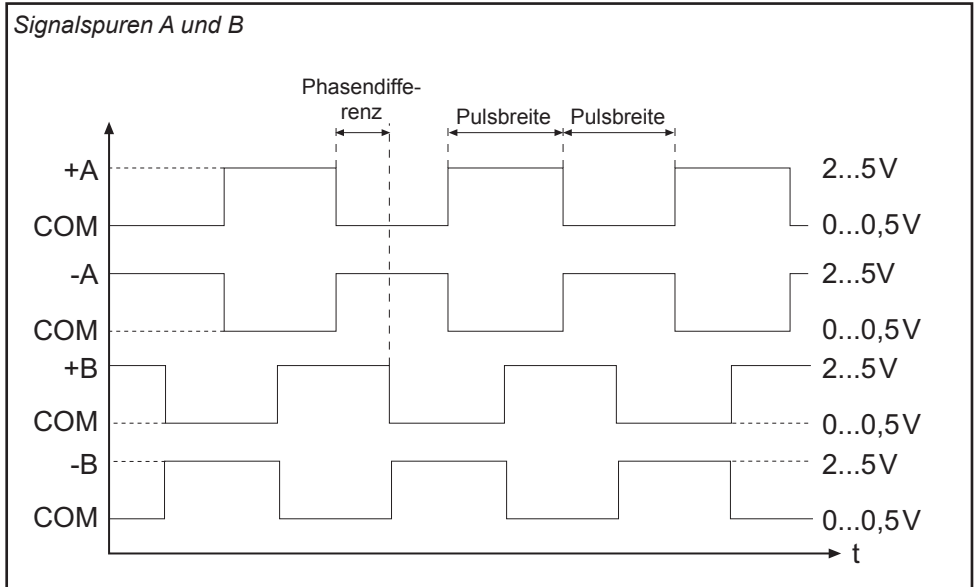 Signalspuren A und B
Phasendiffe-
renz
Pulsbreite Pulsbreite
+A 2...5V
COM 0...0,5V
-A 2...5V
COM 0...0,5V
+B 2...5V
COM 0...0,5V
-B 2...5V
COM 0...0,5V
t